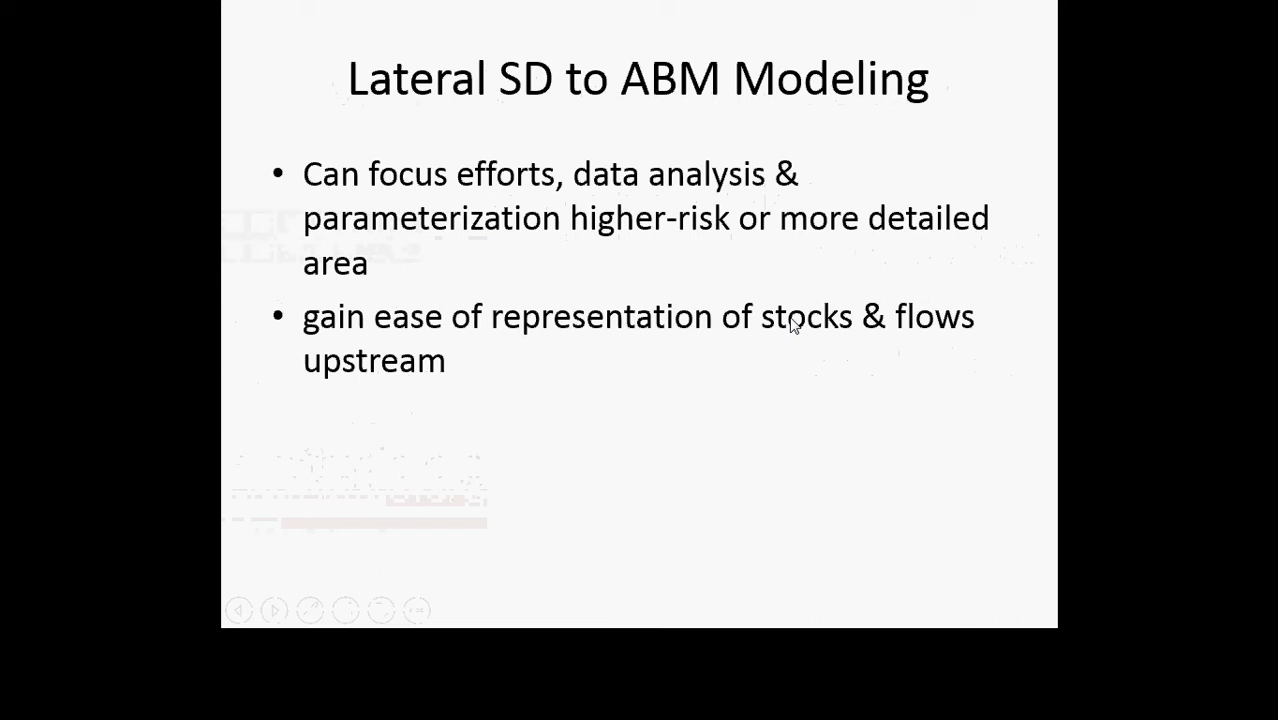 Lateral SD to ABM Modeling
• Can focus efforts, data analysis &
parameterization higher-risk or more detailed
area
• gain ease of representation of stocks & flows
upstream